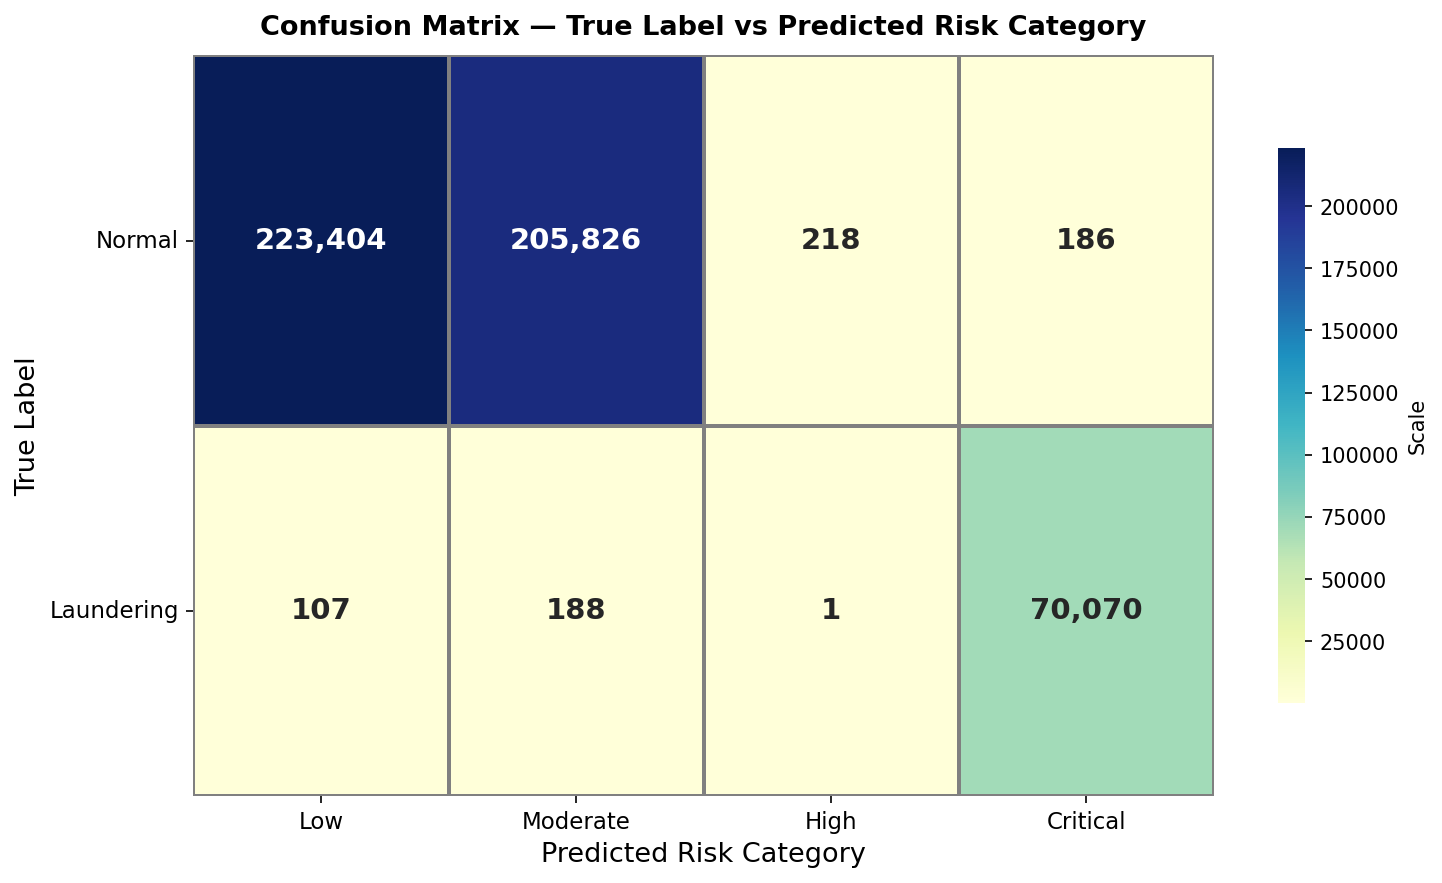 Confusion Matrix — True Label vs Predicted Risk Category
True Label
Normal
223,404
205,826
218
186
Laundering
107
188
1
70,070
Low
Moderate
High
Critical
Predicted Risk Category
200000
175000
150000
125000
100000
75000
50000
25000
Scale